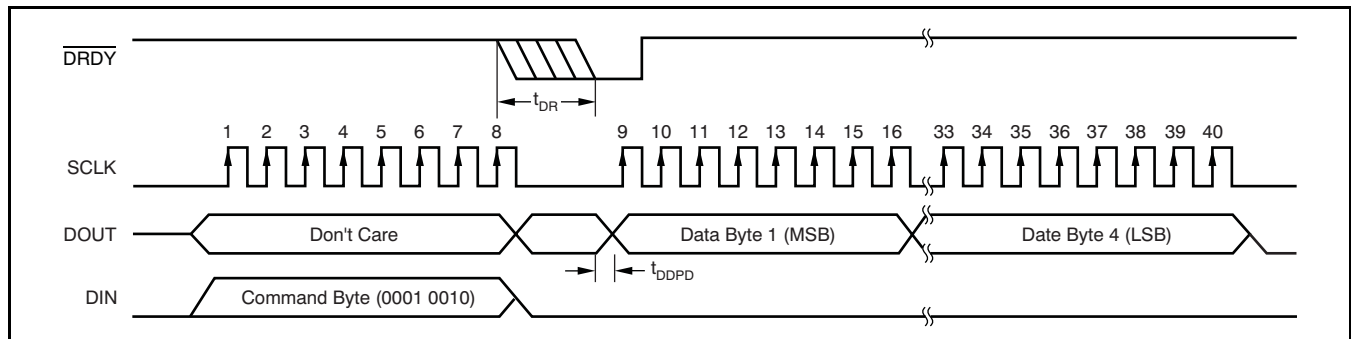 DRDY
tDR
1 2 3 4 5 6 7 8 9 10 11 12 13 14 15 16 33 34 35 36 37 38 39 40
SCLK
DOUT Don't Care Data Byte 1 (MSB) Date Byte 4 (LSB)
tDDPD
DIN Command Byte (0001 0010)